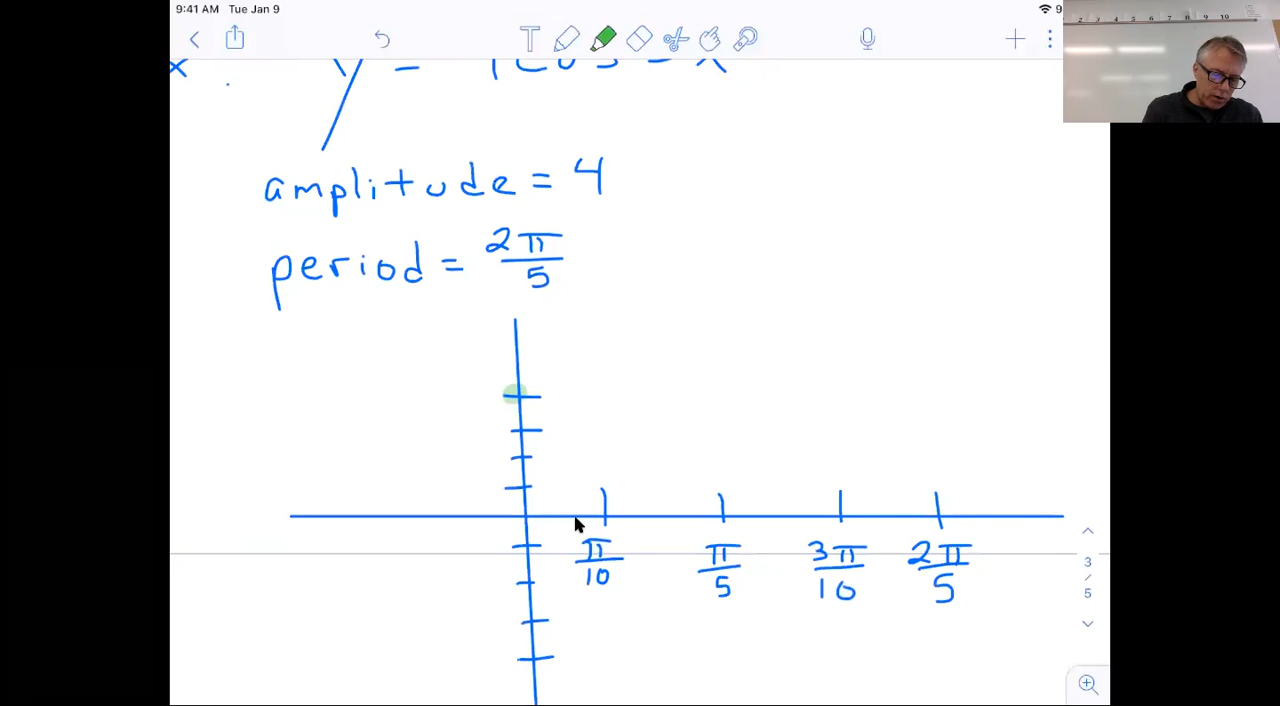 9:41 AM Tue Jan 9
amplitude = 4
period = 2π/5
π/10 π/5 3π/10 2π/5
3
/
5